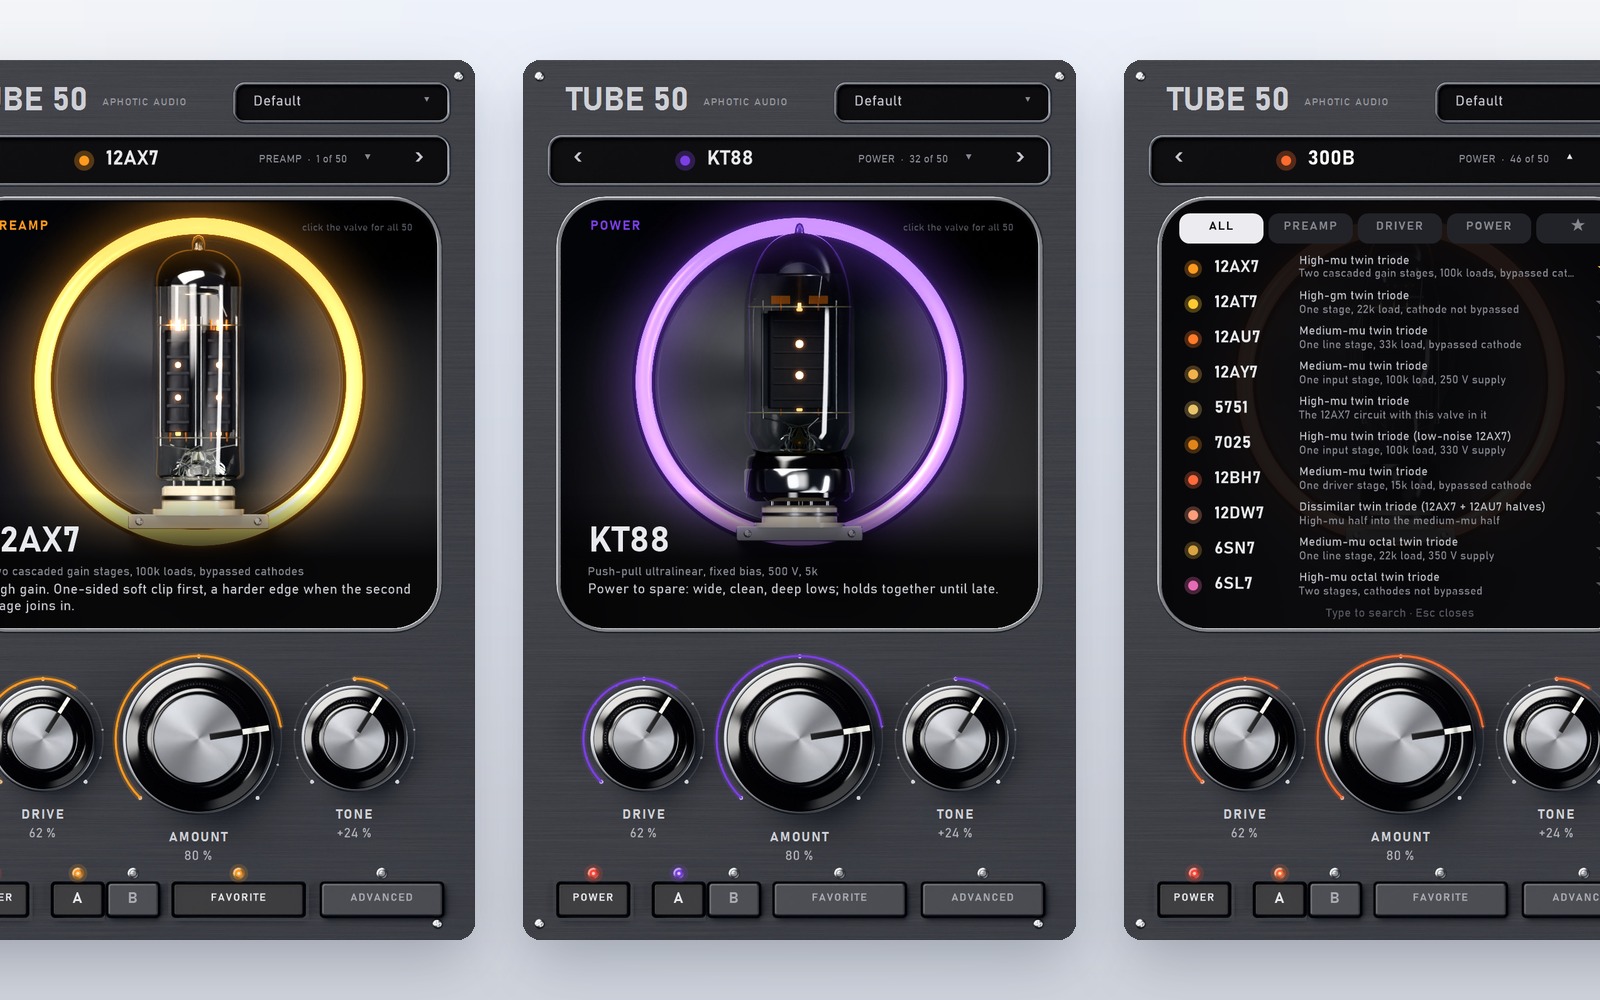 UBE 50
APHOTIC AUDIO
Default
12AX7
PREAMP · 1 of 50
REAMP
click the valve for all 50
2AX7
wo cascaded gain stages, 100k loads, bypassed cathodes
gh gain. One-sided soft clip first, a harder edge when the second
age joins in.
DRIVE
62 %
AMOUNT
80 %
TONE
+24 %
ER
A
B
FAVORITE
ADVANCED
TUBE 50
APHOTIC AUDIO
Default
KT88
POWER · 32 of 50
POWER
click the valve for all 50
KT88
Push-pull ultralinear, fixed bias, 500 V, 5k
Power to spare: wide, clean, deep lows; holds together until late.
DRIVE
62 %
AMOUNT
80 %
TONE
+24 %
POWER
A
B
FAVORITE
ADVANCED
TUBE 50
APHOTIC AUDIO
Default
300B
POWER · 46 of 50
ALL
PREAMP
DRIVER
POWER
12AX7
High-mu twin triode
Two cascaded gain stages, 100k loads, bypassed cat...
12AT7
High-gm twin triode
One stage, 22k load, cathode not bypassed
12AU7
Medium-mu twin triode
One line stage, 33k load, bypassed cathode
12AY7
Medium-mu twin triode
One input stage, 100k load, 250 V supply
5751
High-mu twin triode
The 12AX7 circuit with this valve in it
7025
High-mu twin triode (low-noise 12AX7)
One input stage, 100k load, 330 V supply
12BH7
Medium-mu twin triode
One driver stage, 15k load, bypassed cathode
12DW7
Dissimilar twin triode (12AX7 + 12AU7 halves)
High-mu half into the medium-mu half
6SN7
Medium-mu octal twin triode
One line stage, 22k load, 350 V supply
6SL7
High-mu octal twin triode
Two stages, cathodes not bypassed
Type to search · Esc closes
DRIVE
62 %
AMOUNT
80 %
TONE
+24 %
POWER
A
B
FAVORITE
ADVANC